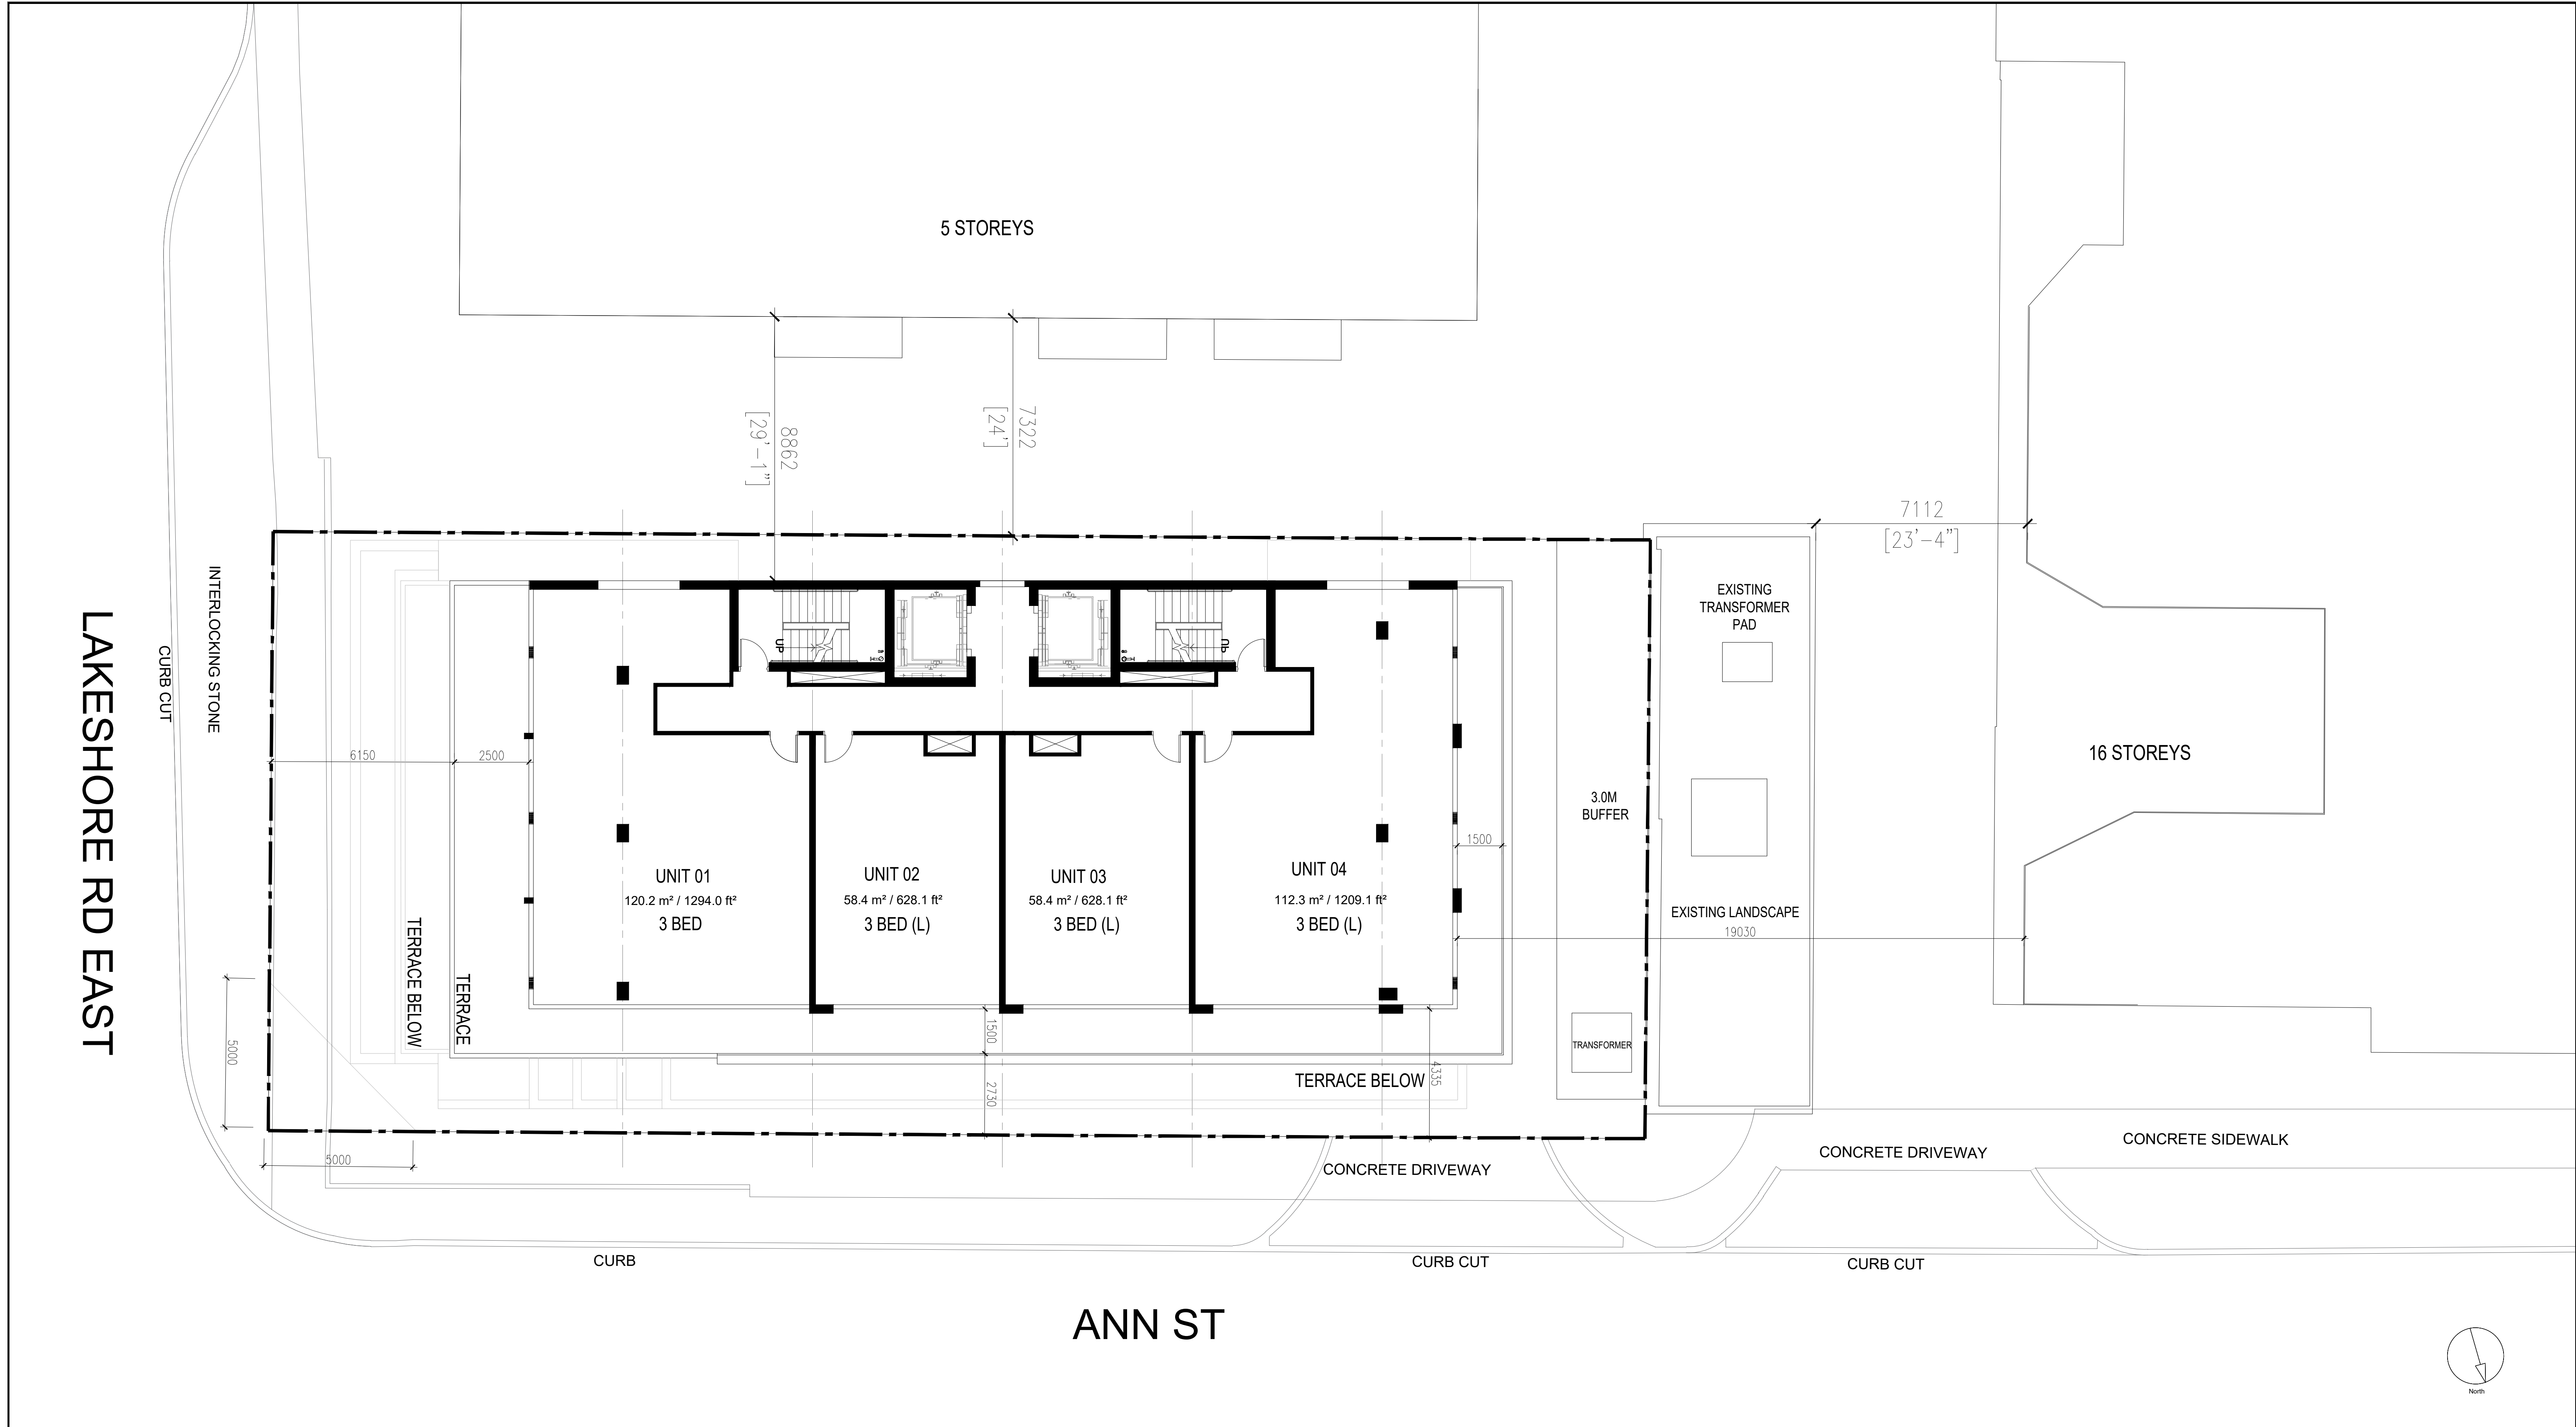 5 STOREYS
8862
[29'-1"]
7322
[24']
7112
[23'-4"]
LAKESHORE RD EAST
CURB CUT
INTERLOCKING STONE
6150
2500
TERRACE BELOW
TERRACE
5000
5000
UP
UP
UNIT 01
120.2 m² / 1294.0 ft²
3 BED
UNIT 02
58.4 m² / 628.1 ft²
3 BED (L)
UNIT 03
58.4 m² / 628.1 ft²
3 BED (L)
UNIT 04
112.3 m² / 1209.1 ft²
3 BED (L)
1500
1500
2730
4335
TERRACE BELOW
3.0M
BUFFER
TRANSFORMER
EXISTING
TRANSFORMER
PAD
EXISTING LANDSCAPE
19030
16 STOREYS
CONCRETE DRIVEWAY
CONCRETE DRIVEWAY
CONCRETE SIDEWALK
CURB
CURB CUT
CURB CUT
ANN ST
North